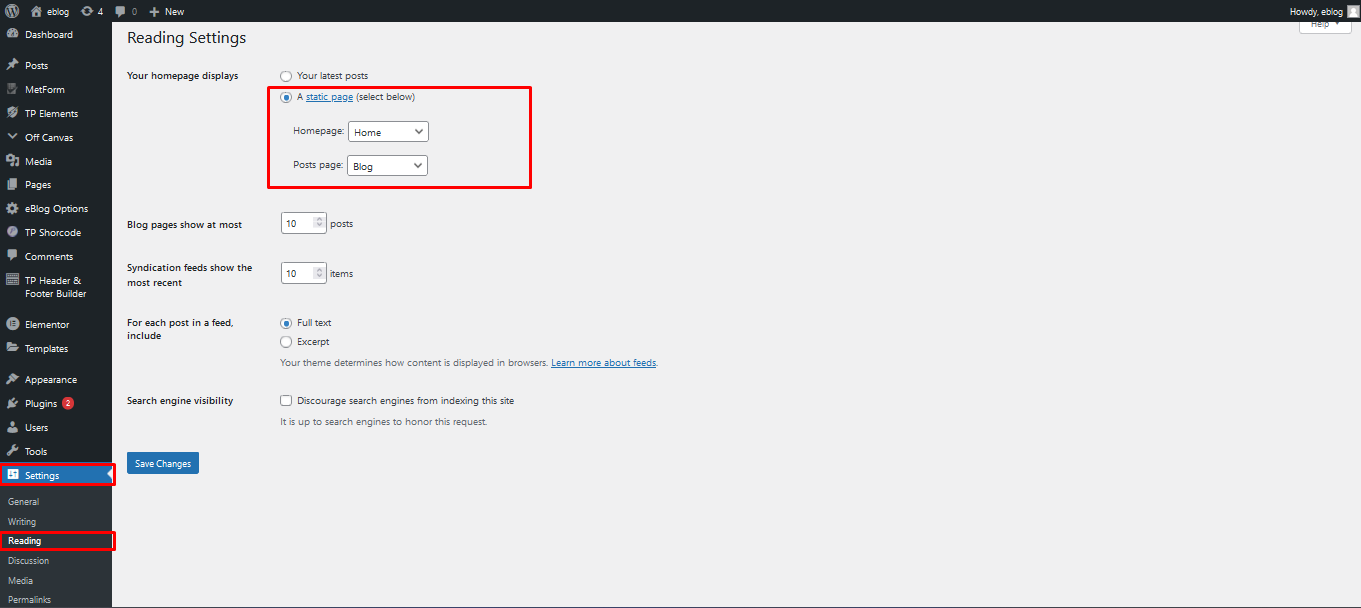 eblog 4 0 New Howdy, eblog
Help
Dashboard
Posts
MetForm
TP Elements
Off Canvas
Media
Pages
eBlog Options
TP Shorcode
Comments
TP Header &
Footer Builder
Elementor
Templates
Appearance
Plugins 2
Users
Tools
Settings
General
Writing
Reading
Discussion
Media
Permalinks
Reading Settings
Your homepage displays
Your latest posts
A static page (select below)
Homepage: Home
Posts page: Blog
Blog pages show at most
10 posts
Syndication feeds show the
most recent
10 items
For each post in a feed,
include
Full text
Excerpt
Your theme determines how content is displayed in browsers. Learn more about feeds.
Search engine visibility
Discourage search engines from indexing this site
It is up to search engines to honor this request.
Save Changes